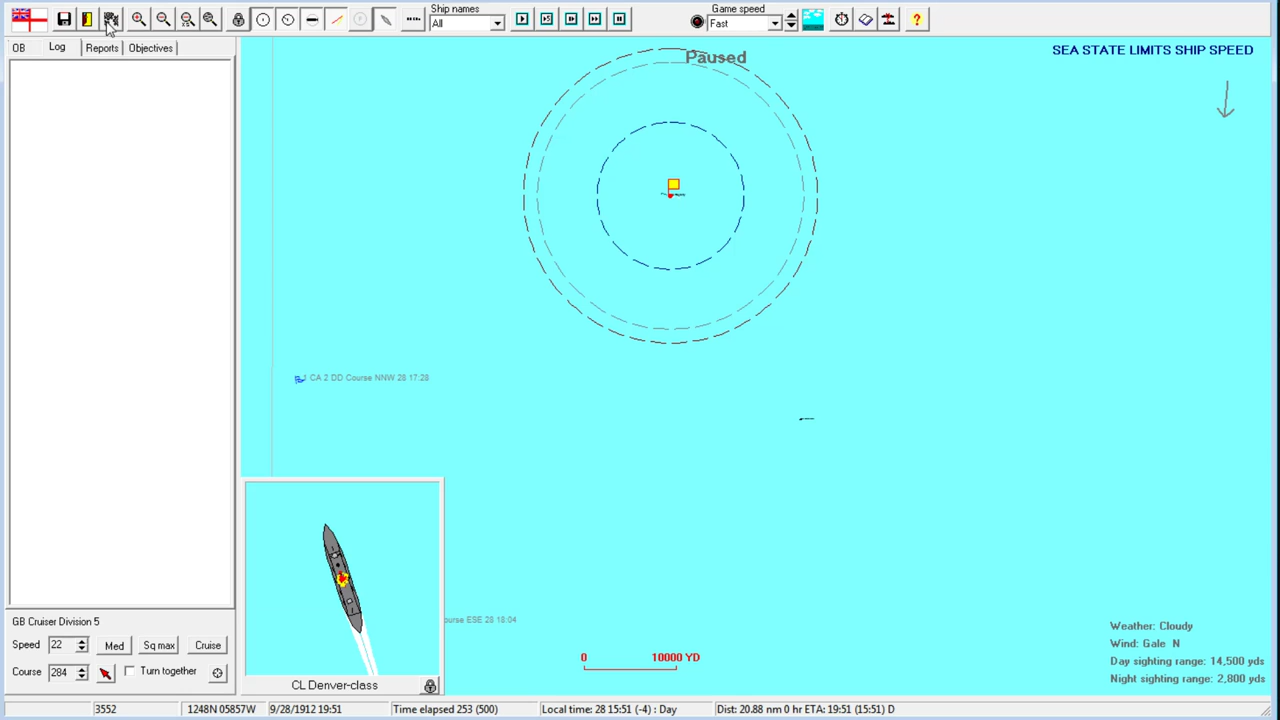 Ship names
All
Game speed
Fast
OB Log Reports Objectives
Paused
SEA STATE LIMITS SHIP SPEED
1 CA 2 DD Course NNW 28 17:28
ourse ESE 28 18:04
GB Cruiser Division 5
Speed 22 Med Sq max Cruise
Course 284 Turn together
CL Denver-class
0 10000 YD
Weather: Cloudy
Wind: Gale N
Day sighting range: 14,500 yds
Night sighting range: 2,800 yds
3552 1248N 05857W 9/28/1912 19:51 Time elapsed 253 (500) Local time: 28 15:51 (-4) : Day Dist: 20.88 nm 0 hr ETA: 19:51 (15:51) D